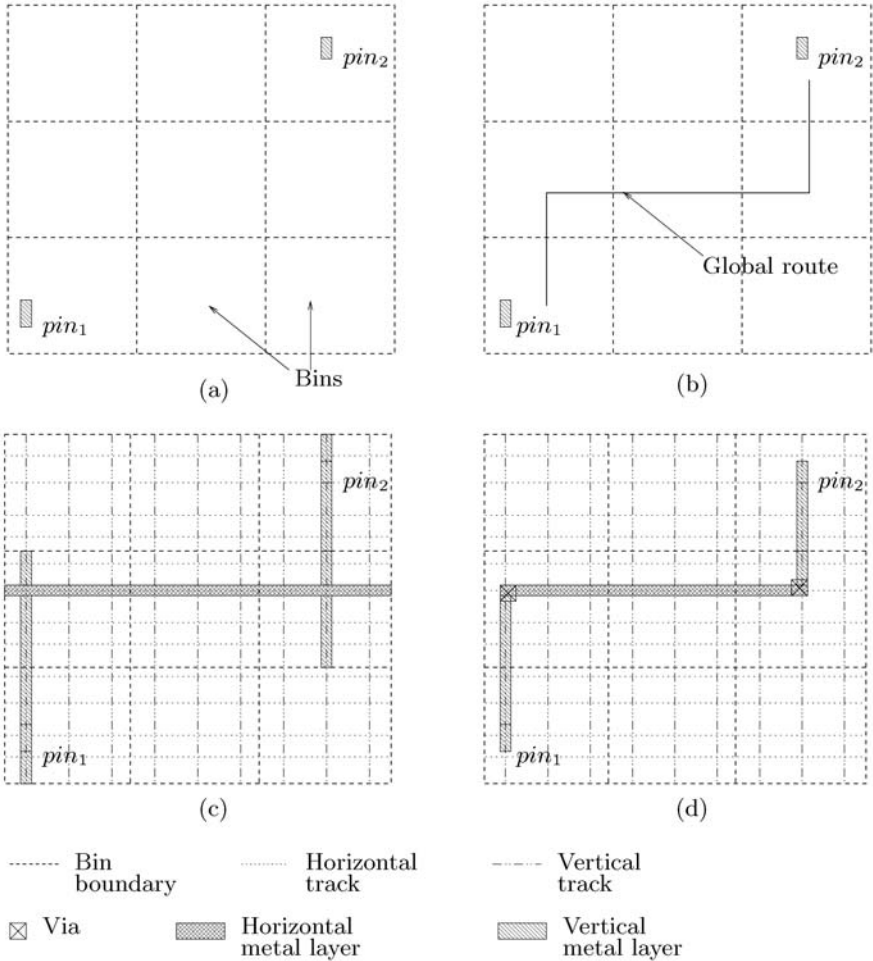 pin2
pin1
Bins
(a)
pin2
Global route
pin1
(b)
pin2
pin1
(c)
pin2
pin1
(d)
Bin boundary
Horizontal track
Vertical track
Via
Horizontal metal layer
Vertical metal layer